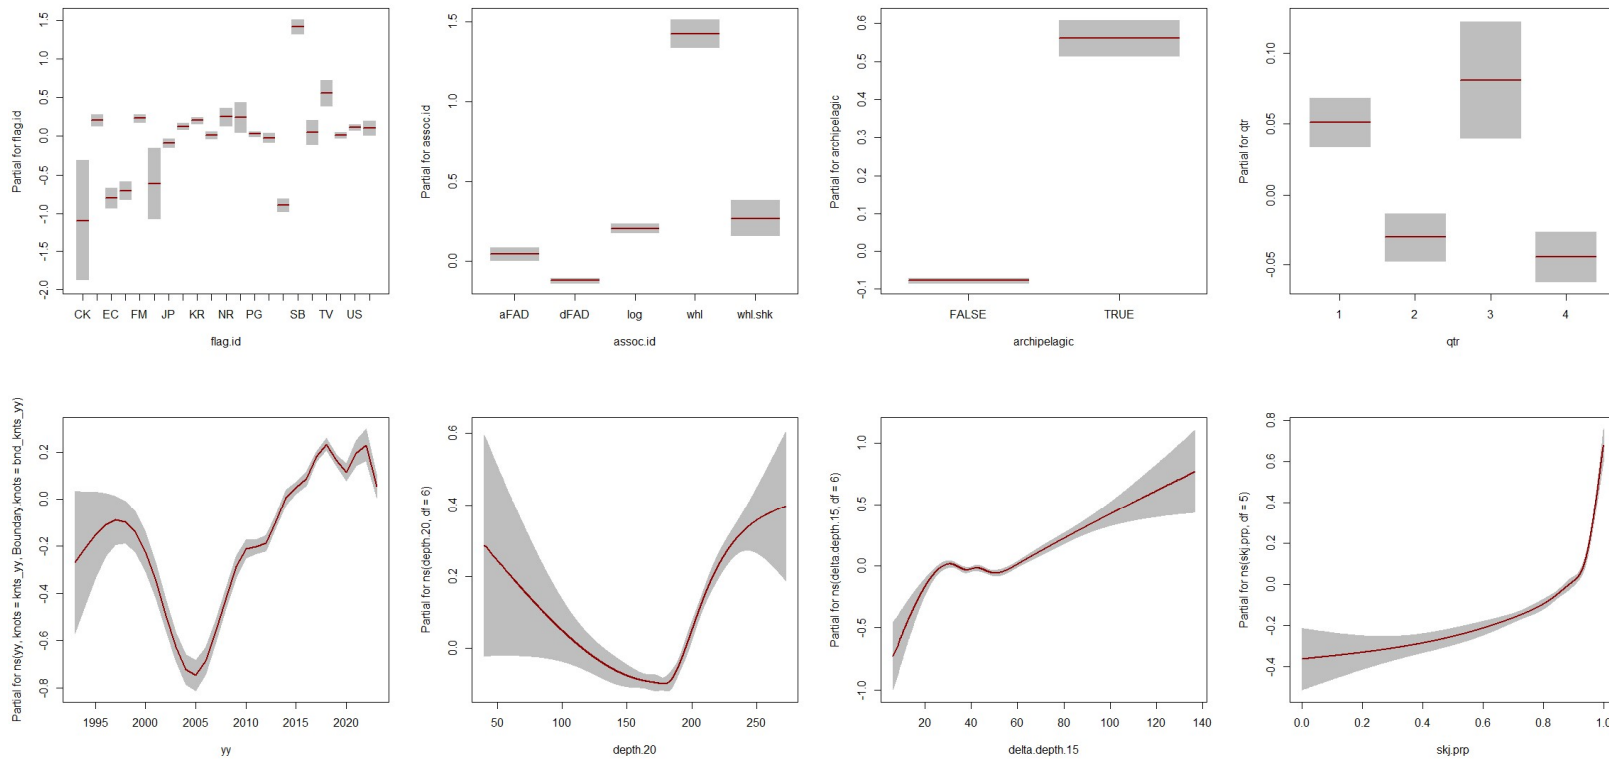 Partial for flag.id
1.5
1.0
0.5
0.0
-0.5
-1.0
-1.5
-2.0
CK EC FM JP KR NR PG SB TV US
flag.id
Partial for assoc.id
1.5
1.0
0.5
0.0
aFAD dFAD log whl whl.shk
assoc.id
Partial for archipelagic
0.6
0.5
0.4
0.3
0.2
0.1
0.0
-0.1
FALSE TRUE
archipelagic
Partial for qtr
0.10
0.05
0.00
-0.05
1 2 3 4
qtr
Partial for ns(yy, knots = knts_yy, Boundary.knots = bnd_knts_yy)
0.2
0.0
-0.2
-0.4
-0.6
-0.8
1995 2000 2005 2010 2015 2020
yy
Partial for ns(depth.20, df = 6)
0.6
0.4
0.2
0.0
50 100 150 200 250
depth.20
Partial for ns(delta.depth.15, df = 6)
1.0
0.5
0.0
-0.5
-1.0
20 40 60 80 100 120 140
delta.depth.15
Partial for ns(skj.prp, df = 5)
0.8
0.6
0.4
0.2
0.0
-0.2
-0.4
0.0 0.2 0.4 0.6 0.8 1.0
skj.prp